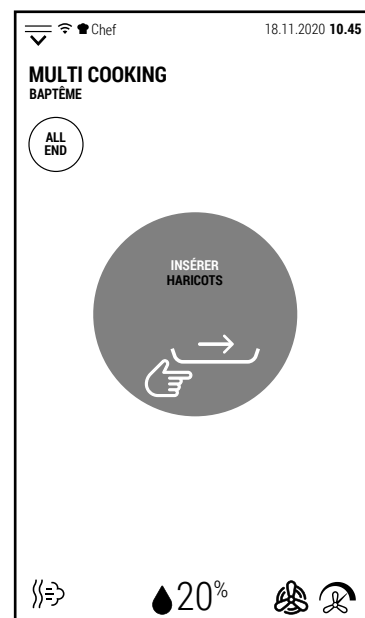 Chef 18.11.2020 10.45
MULTI COOKING
BAPTÊME
ALL
END
INSÉRER
HARICOTS
20%